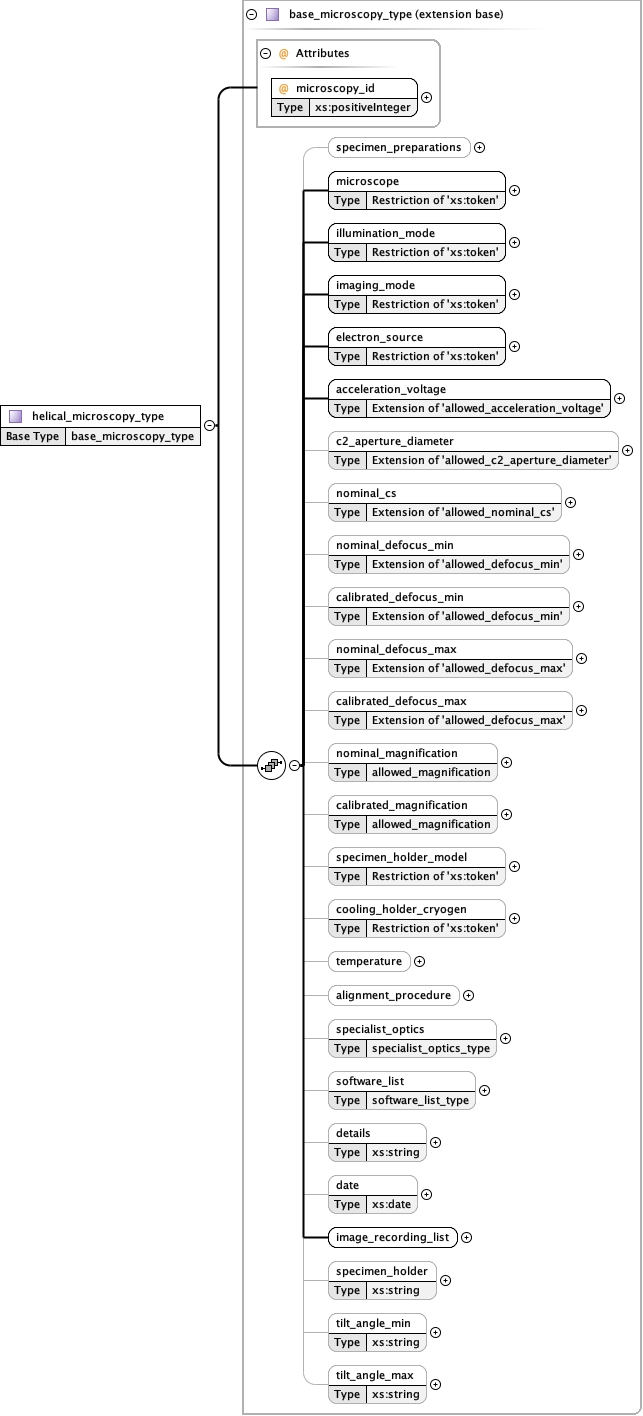 base_microscopy_type (extension base)
@ Attributes
@ microscopy_id
Type xs:positiveInteger
specimen_preparations
microscope
Type Restriction of 'xs:token'
illumination_mode
Type Restriction of 'xs:token'
imaging_mode
Type Restriction of 'xs:token'
electron_source
Type Restriction of 'xs:token'
acceleration_voltage
Type Extension of 'allowed_acceleration_voltage'
helical_microscopy_type
Base Type base_microscopy_type
c2_aperture_diameter
Type Extension of 'allowed_c2_aperture_diameter'
nominal_cs
Type Extension of 'allowed_nominal_cs'
nominal_defocus_min
Type Extension of 'allowed_defocus_min'
calibrated_defocus_min
Type Extension of 'allowed_defocus_min'
nominal_defocus_max
Type Extension of 'allowed_defocus_max'
calibrated_defocus_max
Type Extension of 'allowed_defocus_max'
nominal_magnification
Type allowed_magnification
calibrated_magnification
Type allowed_magnification
specimen_holder_model
Type Restriction of 'xs:token'
cooling_holder_cryogen
Type Restriction of 'xs:token'
temperature
alignment_procedure
specialist_optics
Type specialist_optics_type
software_list
Type software_list_type
details
Type xs:string
date
Type xs:date
image_recording_list
specimen_holder
Type xs:string
tilt_angle_min
Type xs:string
tilt_angle_max
Type xs:string